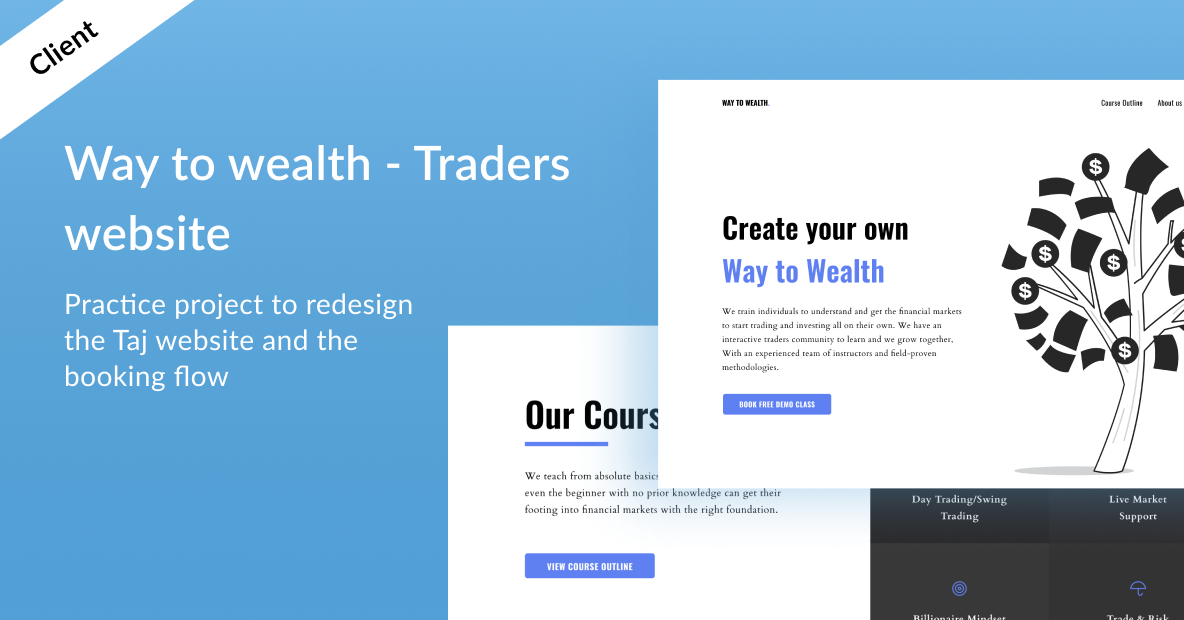 Client
Way to wealth - Traders
website
Practice project to redesign
the Taj website and the
booking flow
WAY TO WEALTH.
Course Outline
About us
Create your own
Way to Wealth
We train individuals to understand and get the financial markets
to start trading and investing all on their own. We have an
interactive traders community to learn and we grow together,
With an experienced team of instructors and field-proven
methodologies.
BOOK FREE DEMO CLASS
$
$
$
$
$
$
Our Cours
We teach from absolute basics
even the beginner with no prior knowledge can get their
footing into financial markets with the right foundation.
VIEW COURSE OUTLINE
Day Trading/Swing
Trading
Live Market
Support
Billionaire Mindset
Trade & Risk